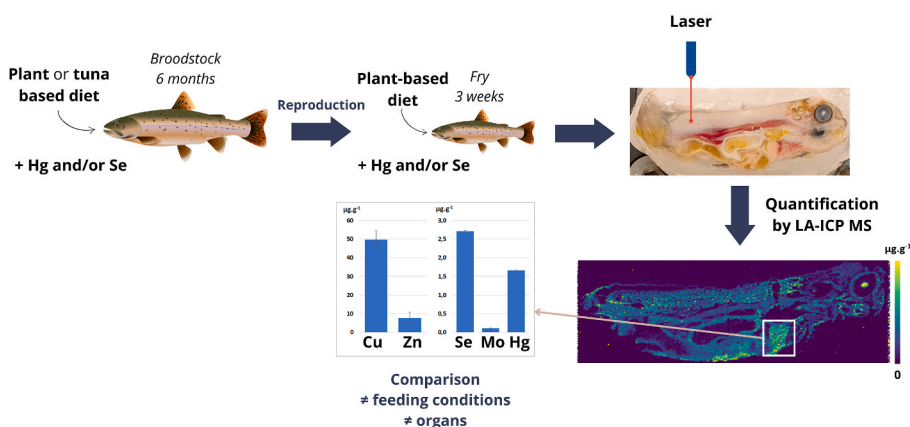 Laser
Broodstock
6 months
Plant or tuna
based diet
+ Hg and/or Se
Reproduction
Plant-based
diet
Fry
3 weeks
+ Hg and/or Se
Quantification
by LA-ICP MS
µg.g⁻¹
0
µg.g⁻¹
60
50
40
30
20
10
0
Cu Zn
µg.g⁻¹
3,0
2,5
2,0
1,5
1,0
0,5
0,0
Se Mo Hg
Comparison
≠ feeding conditions
≠ organs